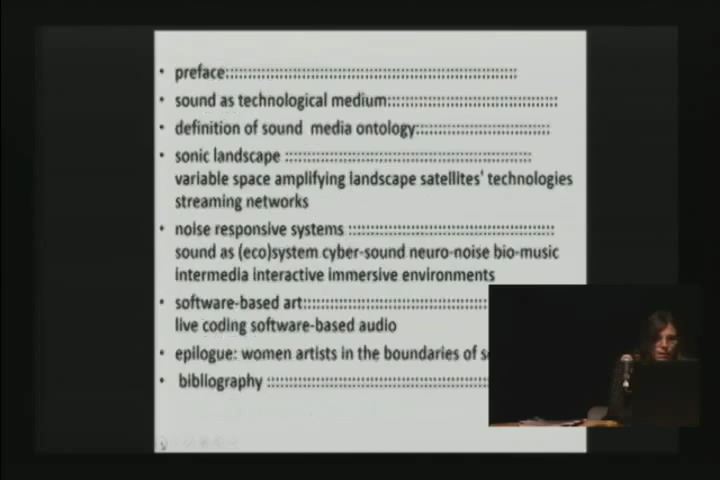 • preface::::::::::::::::::::::::::::::::::::::::::::::::::::::::::::
• sound as technological medium:::::::::::::::::::::::::::::::::::
• definition of sound media ontology:::::::::::::::::::::::::::
• sonic landscape ::::::::::::::::::::::::::::::::::::::::::::::::::
variable space amplifying landscape satellites' technologies
streaming networks
• noise responsive systems ::::::::::::::::::::::::::::::::::::::::::
sound as (eco)system cyber-sound neuro-noise bio-music
intermedia interactive immersive environments
• software-based art::::::::::::::::::::::::::::::::::::::
live coding software-based audio
• epilogue: women artists in the boundaries of
• bibliography ::::::::::::::::::::::::::::::::::::::::::::::